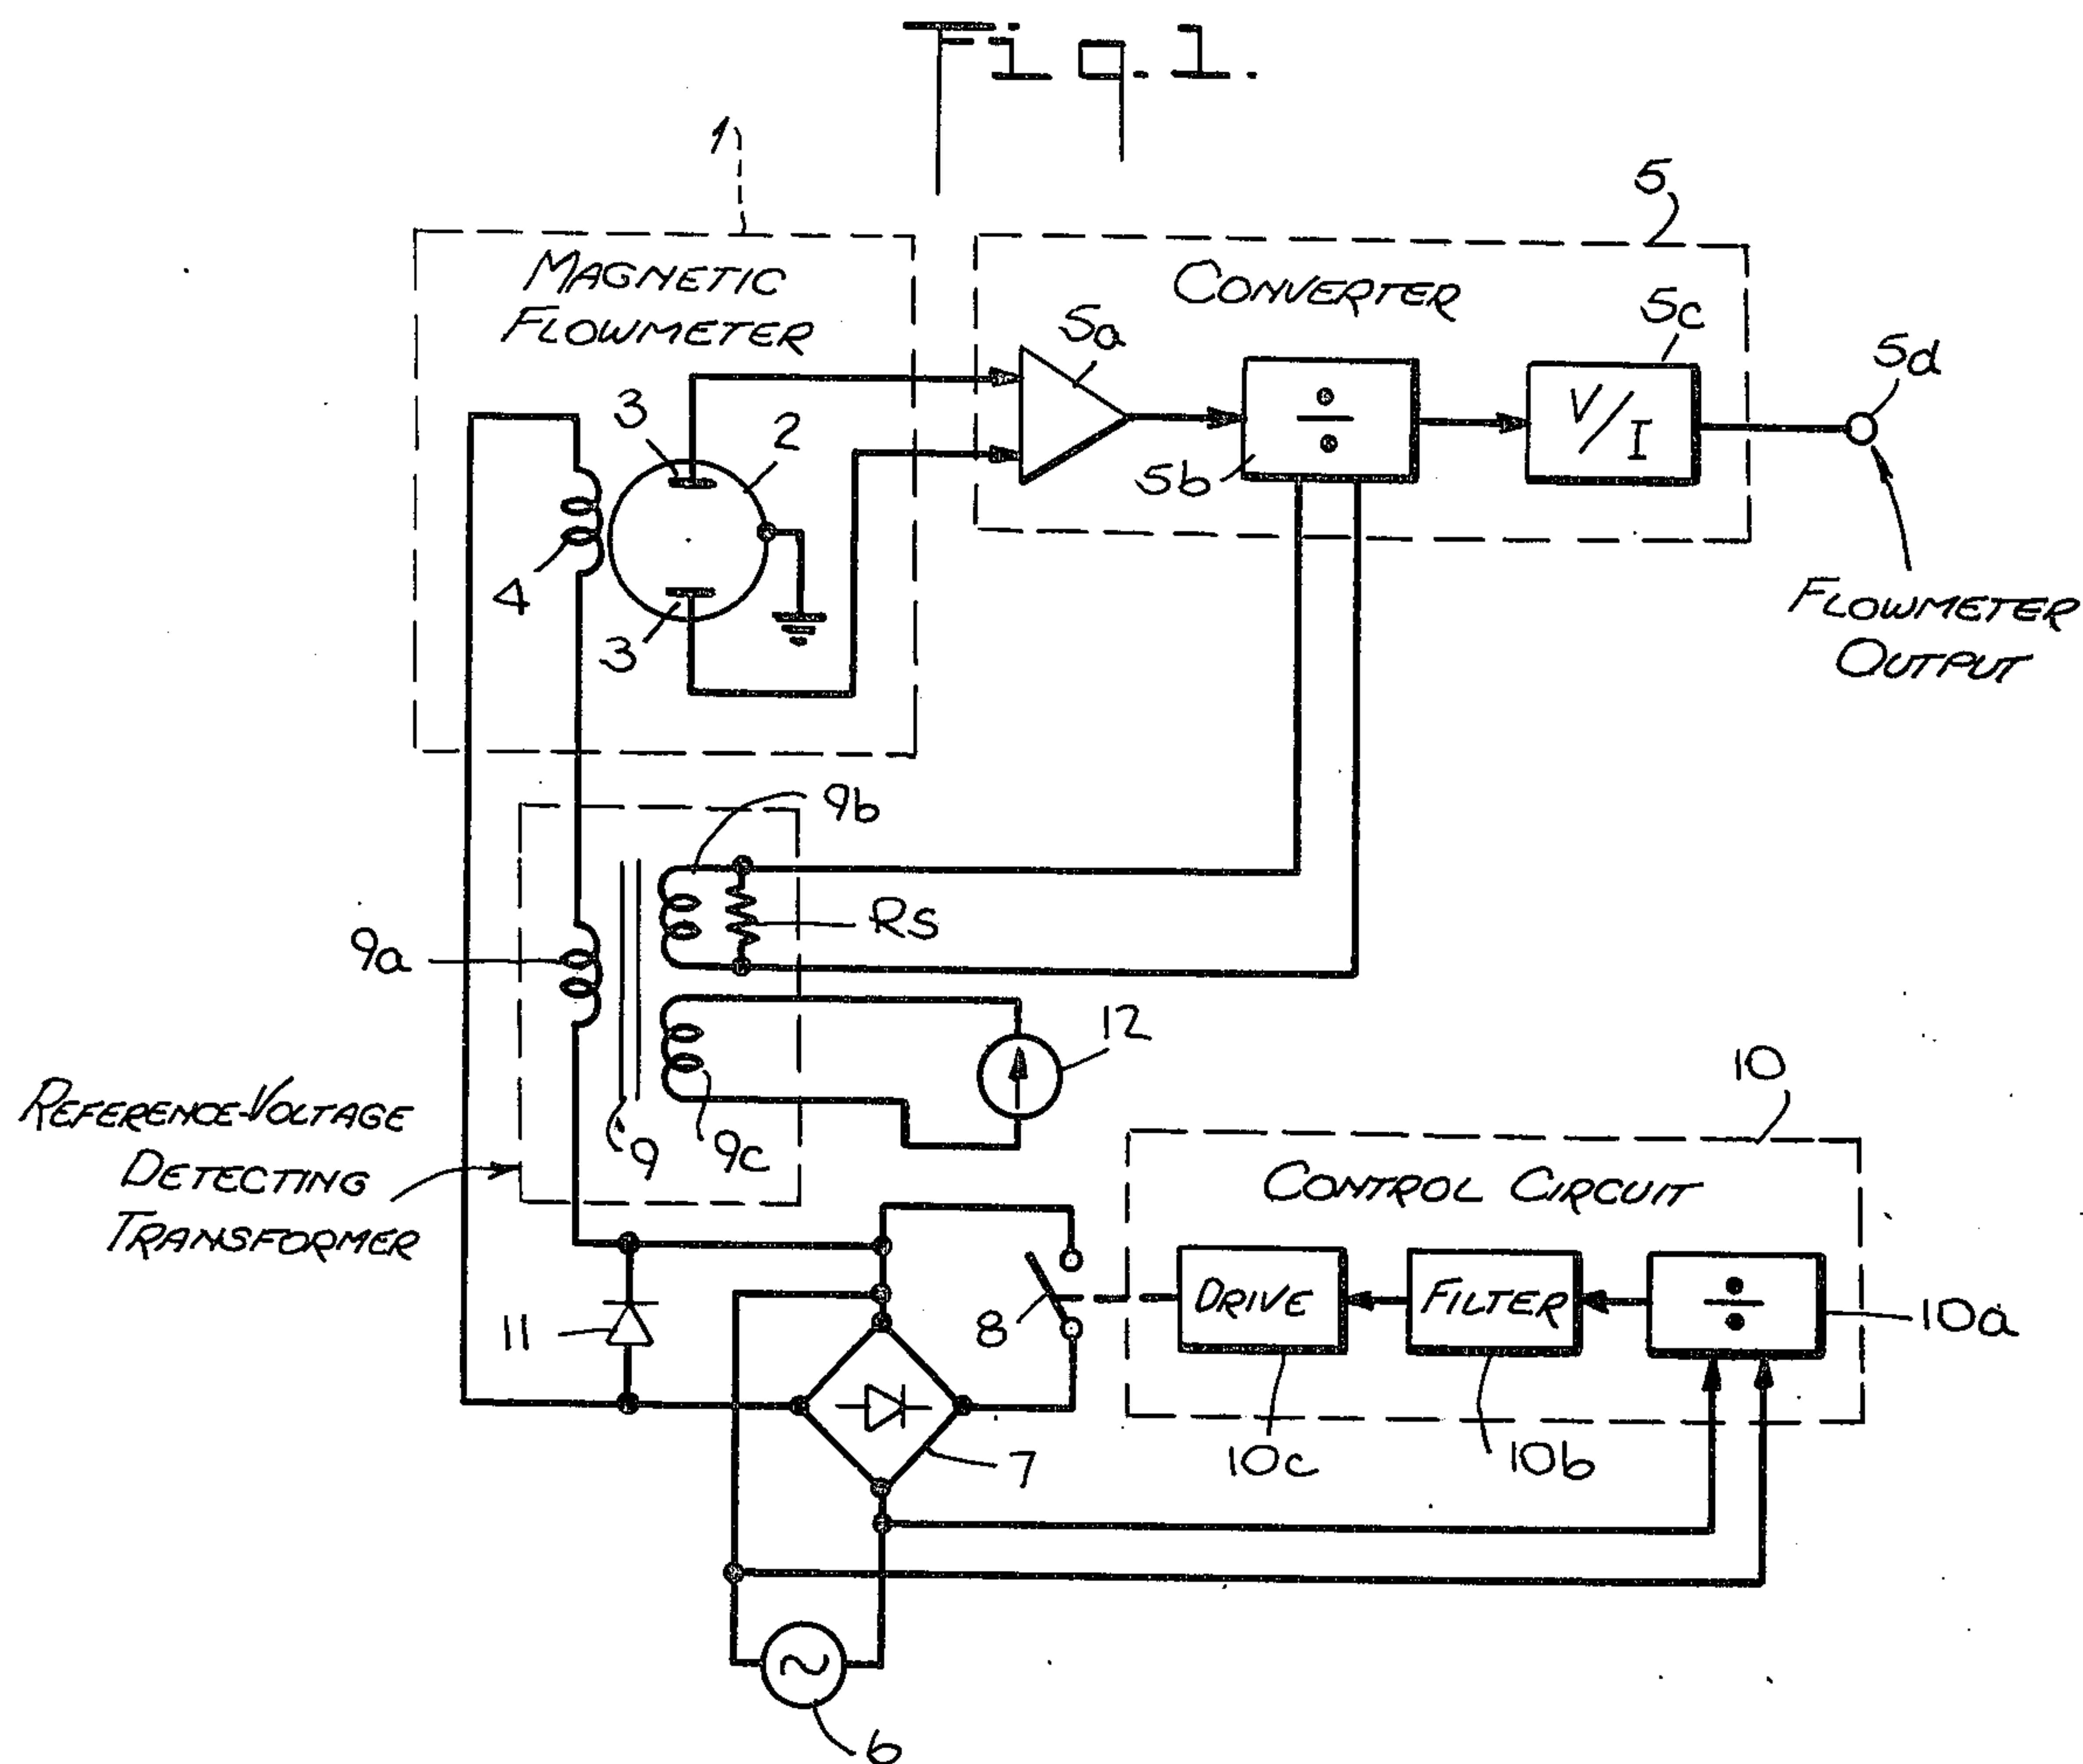 Fig. 1.
1
5
MAGNETIC
FLOWMETER
CONVERTER
5a
5c
5d
3
2
÷
V/I
5b
4
3
FLOWMETER
OUTPUT
9b
RS
9a
12
10
REFERENCE-VOLTAGE
DETECTING
TRANSFORMER
9
9c
CONTROL CIRCUIT
8
DRIVE
FILTER
÷
10a
11
7
10c
10b
6